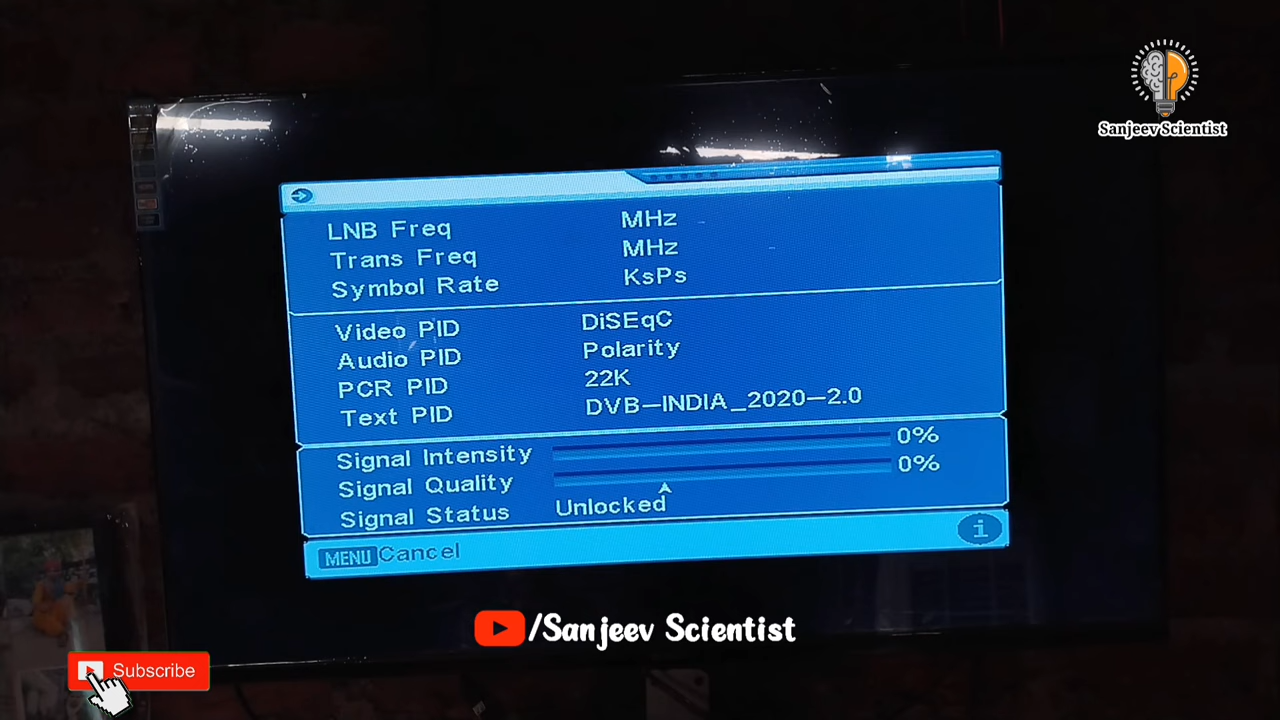 Sanjeev Scientist
LNB Freq MHz
Trans Freq MHz
Symbol Rate KsPs
Video PID DiSEqC
Audio PID Polarity
PCR PID 22K
Text PID DVB-INDIA_2020-2.0
Signal Intensity 0%
Signal Quality 0%
Signal Status Unlocked
MENU Cancel i
/Sanjeev Scientist
Subscribe